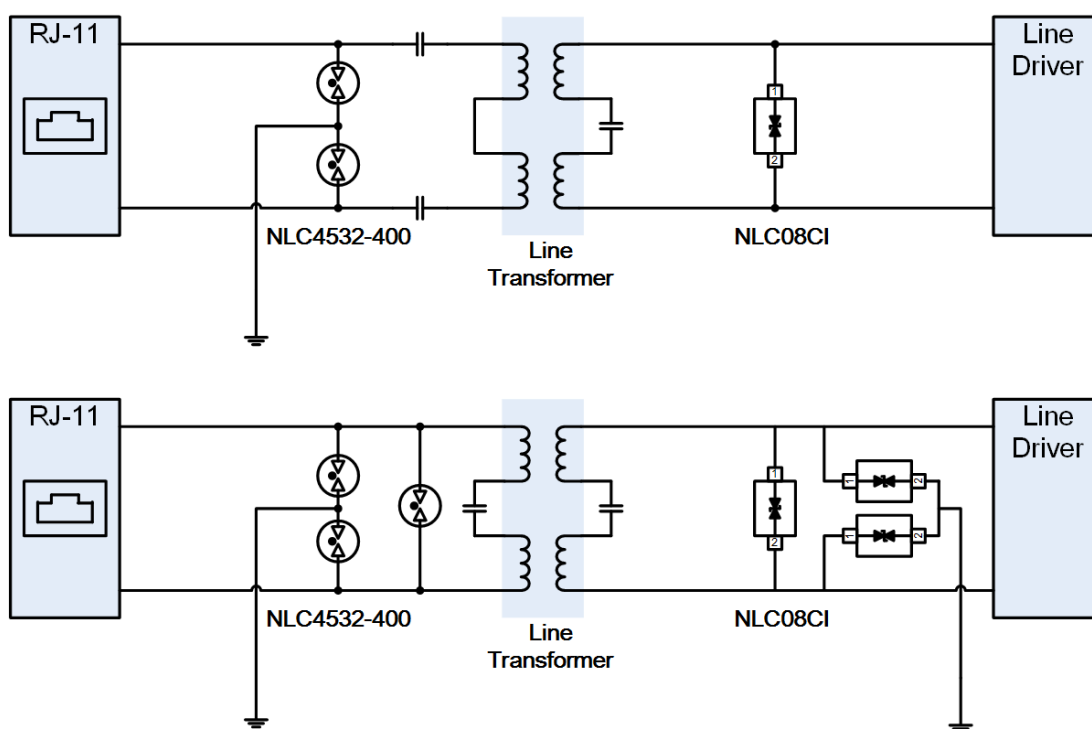 RJ-11
Line
Driver
1
2
NLC4532-400
NLC08CI
Line
Transformer
RJ-11
Line
Driver
1
2
1
2
1
2
NLC4532-400
NLC08CI
Line
Transformer